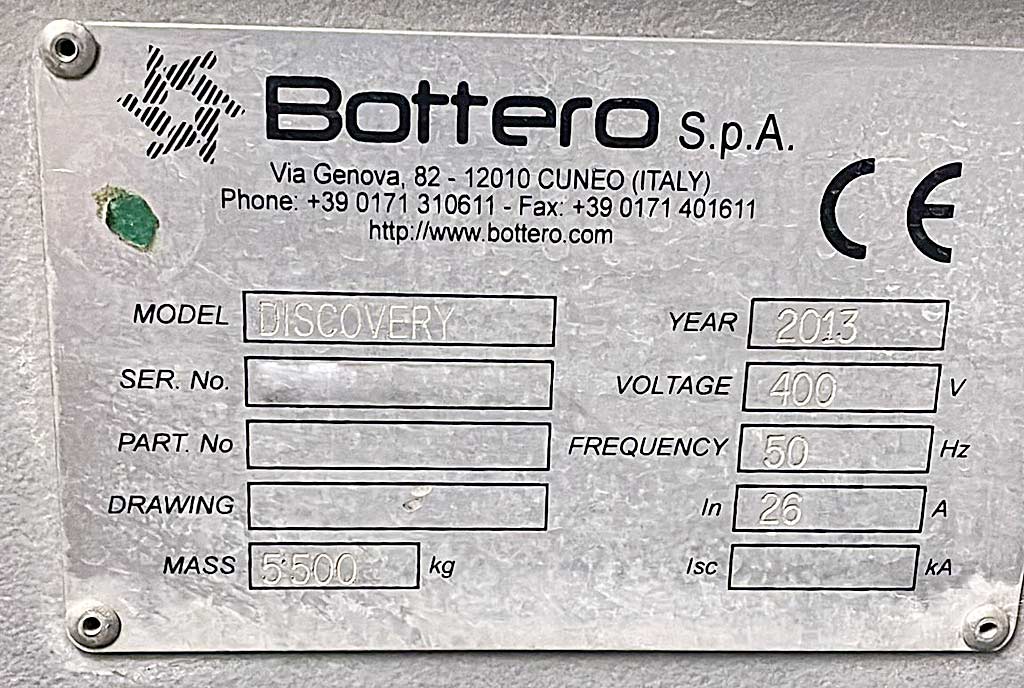 Bottero S.p.A.
Via Genova, 82 - 12010 CUNEO (ITALY)
Phone: +39 0171 310611 - Fax: +39 0171 401611
http://www.bottero.com
CE
MODEL DISCOVERY YEAR 2013
SER. No. VOLTAGE 400 V
PART. No FREQUENCY 50 Hz
DRAWING In 26 A
MASS 5500 kg Isc kA